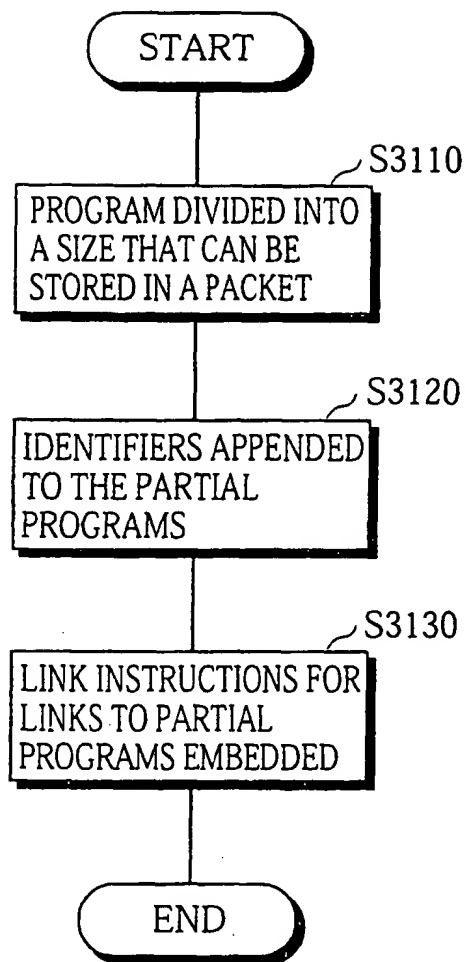 START
S3110
PROGRAM DIVIDED INTO
A SIZE THAT CAN BE
STORED IN A PACKET
S3120
IDENTIFIERS APPENDED
TO THE PARTIAL
PROGRAMS
S3130
LINK INSTRUCTIONS FOR
LINKS TO PARTIAL
PROGRAMS EMBEDDED
END